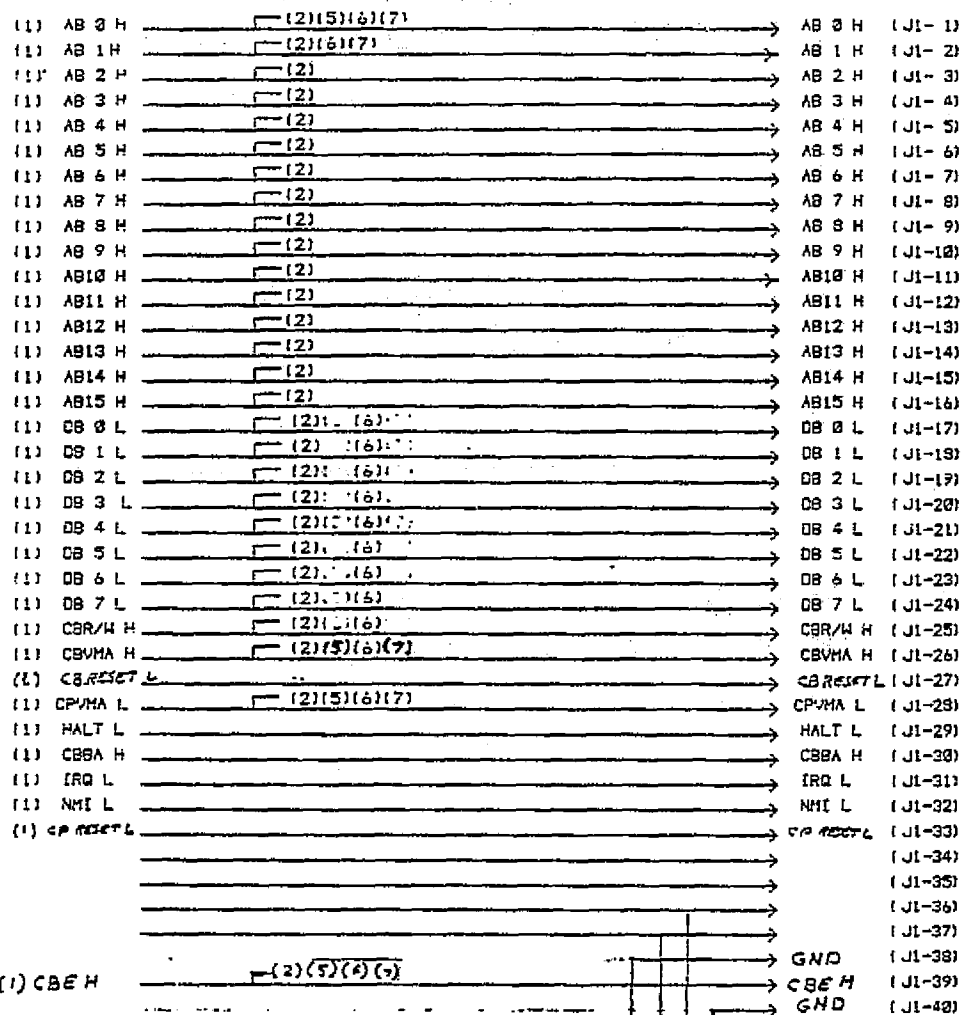 (1) AB 0 H (2)(5)(6)(7) AB 0 H (J1- 1)
(1) AB 1 H (2)(6)(7) AB 1 H (J1- 2)
(1) AB 2 H (2) AB 2 H (J1- 3)
(1) AB 3 H (2) AB 3 H (J1- 4)
(1) AB 4 H (2) AB 4 H (J1- 5)
(1) AB 5 H (2) AB 5 H (J1- 6)
(1) AB 6 H (2) AB 6 H (J1- 7)
(1) AB 7 H (2) AB 7 H (J1- 8)
(1) AB 8 H (2) AB 8 H (J1- 9)
(1) AB 9 H (2) AB 9 H (J1-10)
(1) AB10 H (2) AB10 H (J1-11)
(1) AB11 H (2) AB11 H (J1-12)
(1) AB12 H (2) AB12 H (J1-13)
(1) AB13 H (2) AB13 H (J1-14)
(1) AB14 H (2) AB14 H (J1-15)
(1) AB15 H (2) AB15 H (J1-16)
(1) DB 0 L (2) (6) DB 0 L (J1-17)
(1) DB 1 L (2) (6) DB 1 L (J1-18)
(1) DB 2 L (2) (6) DB 2 L (J1-19)
(1) DB 3 L (2) (6) DB 3 L (J1-20)
(1) DB 4 L (2) (6) DB 4 L (J1-21)
(1) DB 5 L (2) (6) DB 5 L (J1-22)
(1) DB 6 L (2) (6) DB 6 L (J1-23)
(1) DB 7 L (2) (6) DB 7 L (J1-24)
(1) CBR/W H (2) (6) CBR/W H (J1-25)
(1) CBVMA H (2)(5)(6)(7) CBVMA H (J1-26)
(1) CBRESET L CBRESET L (J1-27)
(1) CPVMA L (2)(5)(6)(7) CPVMA L (J1-28)
(1) HALT L HALT L (J1-29)
(1) CBBA H CBBA H (J1-30)
(1) IRQ L IRQ L (J1-31)
(1) NMI L NMI L (J1-32)
(1) CP RESET L CP RESET L (J1-33)
(J1-34)
(J1-35)
(J1-36)
(J1-37)
GND (J1-38)
(1) CBE H (2)(5)(6)(7) CBE H (J1-39)
GND (J1-40)